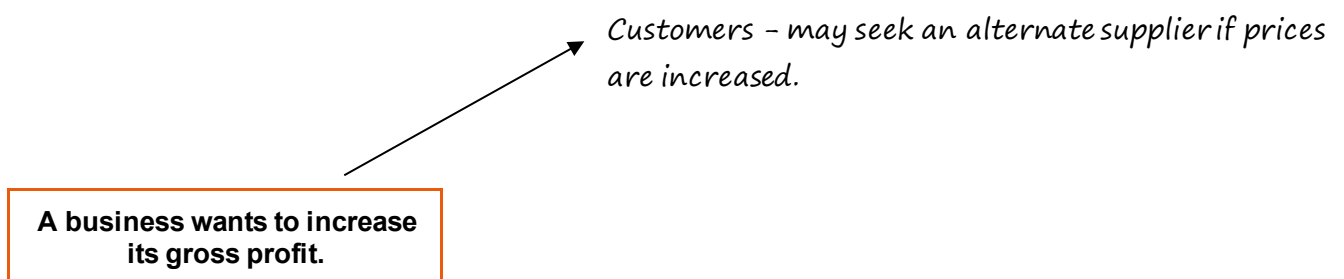 Customers – may seek an alternate supplier if prices
are increased.
A business wants to increase
its gross profit.